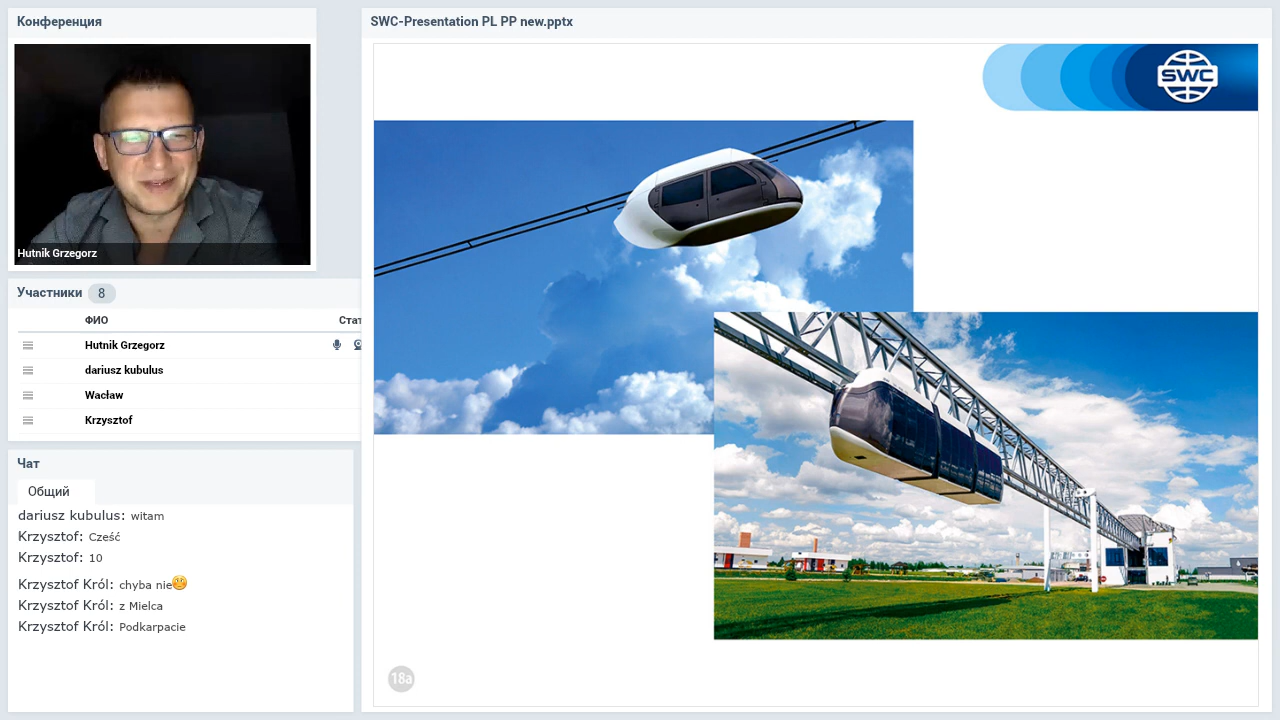 Конференция
Hutnik Grzegorz
Участники 8
ФИО Стат
Hutnik Grzegorz
dariusz kubulus
Wacław
Krzysztof
Чат
Общий
dariusz kubulus: witam
Krzysztof: Cześć
Krzysztof: 10
Krzysztof Król: chyba nie
Krzysztof Król: z Mielca
Krzysztof Król: Podkarpacie
SWC-Presentation PL PP new.pptx
SWC
18a